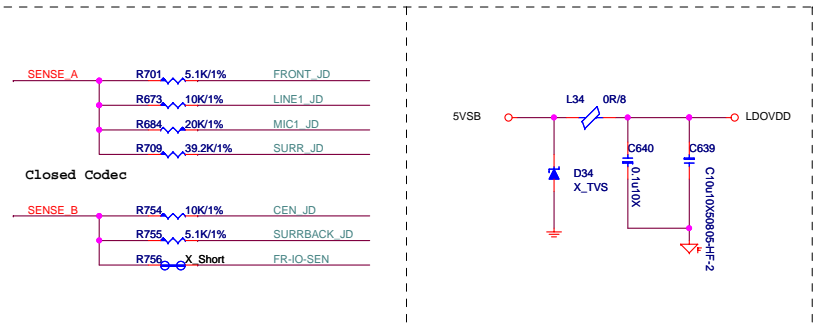 SENSE_A R701 5.1K/1% FRONT_JD
R673 10K/1% LINE1_JD
R684 20K/1% MIC1_JD
R709 39.2K/1% SURR_JD
Closed Codec
SENSE_B R754 10K/1% CEN_JD
R755 5.1K/1% SURRBACK_JD
R756 X_Short FR-IO-SEN
L34 0R/8
5VSB LDOVDD
C640 C639
0.1u10X
C10u10X50805-HF-2
D34
X_TVS
F